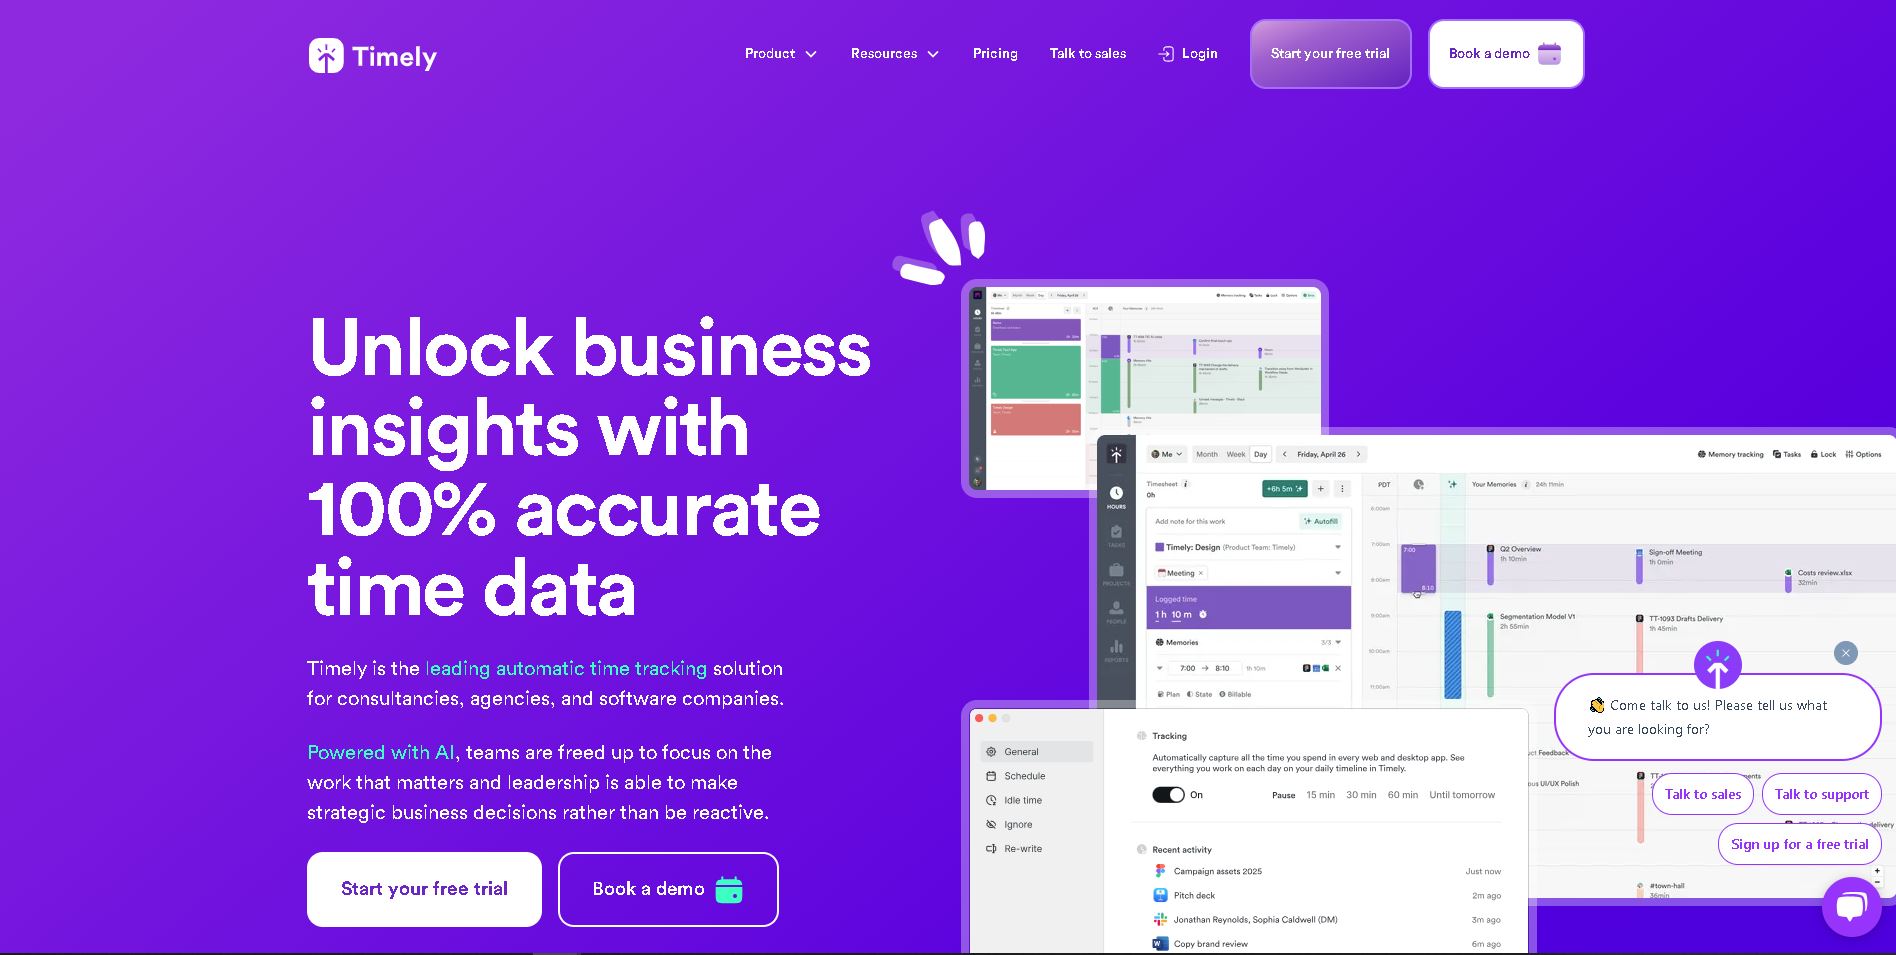 Timely
Product
Resources
Pricing
Talk to sales
Login
Start your free trial
Book a demo
Unlock business
insights with
100% accurate
time data
Timely is the leading automatic time tracking solution
for consultancies, agencies, and software companies.
Powered with AI, teams are freed up to focus on the
work that matters and leadership is able to make
strategic business decisions rather than be reactive.
Start your free trial
Book a demo
Me
Month
Week
Day
Friday, April 26
Memory tracking
Tasks
Lock
Options
Timesheet
0h
+6h 5m
PDT
Your Memories
24h 11min
HOURS
TASKS
PROJECTS
PEOPLE
REPORTS
Add note for this work
Autofill
Timely: Design (Product Team: Timely)
Meeting
Logged time
1 h 10 m
Memories
3/3
7:00 → 8:10
1h 10m
Plan
State
Billable
6:00am
7:00am
8:00am
9:00am
10:00am
11:00am
7:00
8:10
Q2 Overview
1h 10min
Sign-off Meeting
1h 0min
Costs review.xlsx
32min
Segmentation Model V1
2h 55min
TT-1093 Drafts Delivery
1h 45min
Feedback
ous UI/UX Polish
delivery
#town-hall
36min
General
Schedule
Idle time
Ignore
Re-write
Tracking
Automatically capture all the time you spend in every web and desktop app. See
everything you work on each day on your daily timeline in Timely.
On
Pause
15 min
30 min
60 min
Until tomorrow
Recent activity
Campaign assets 2025
Just now
Pitch deck
2m ago
Jonathan Reynolds, Sophia Caldwell (DM)
3m ago
Copy brand review
6m ago
👋 Come talk to us! Please tell us what
you are looking for?
Talk to sales
Talk to support
Sign up for a free trial